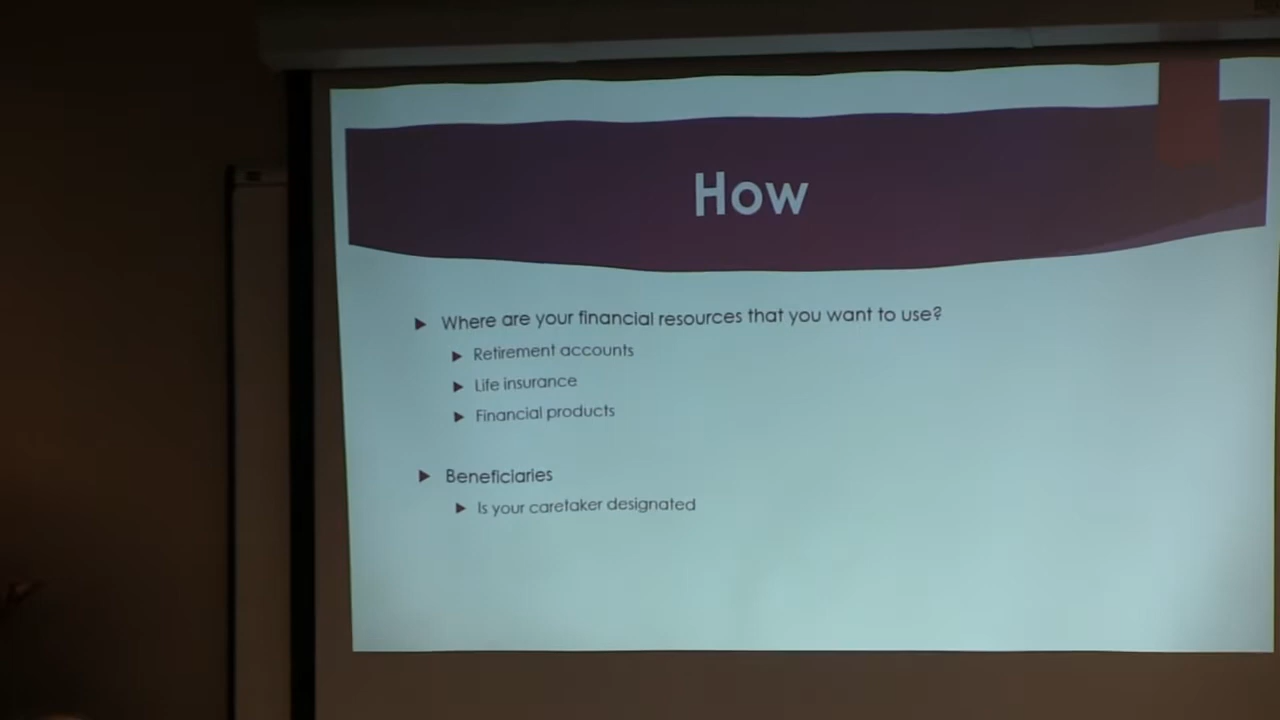 How
Where are your financial resources that you want to use?
Retirement accounts
Life insurance
Financial products
Beneficiaries
Is your caretaker designated